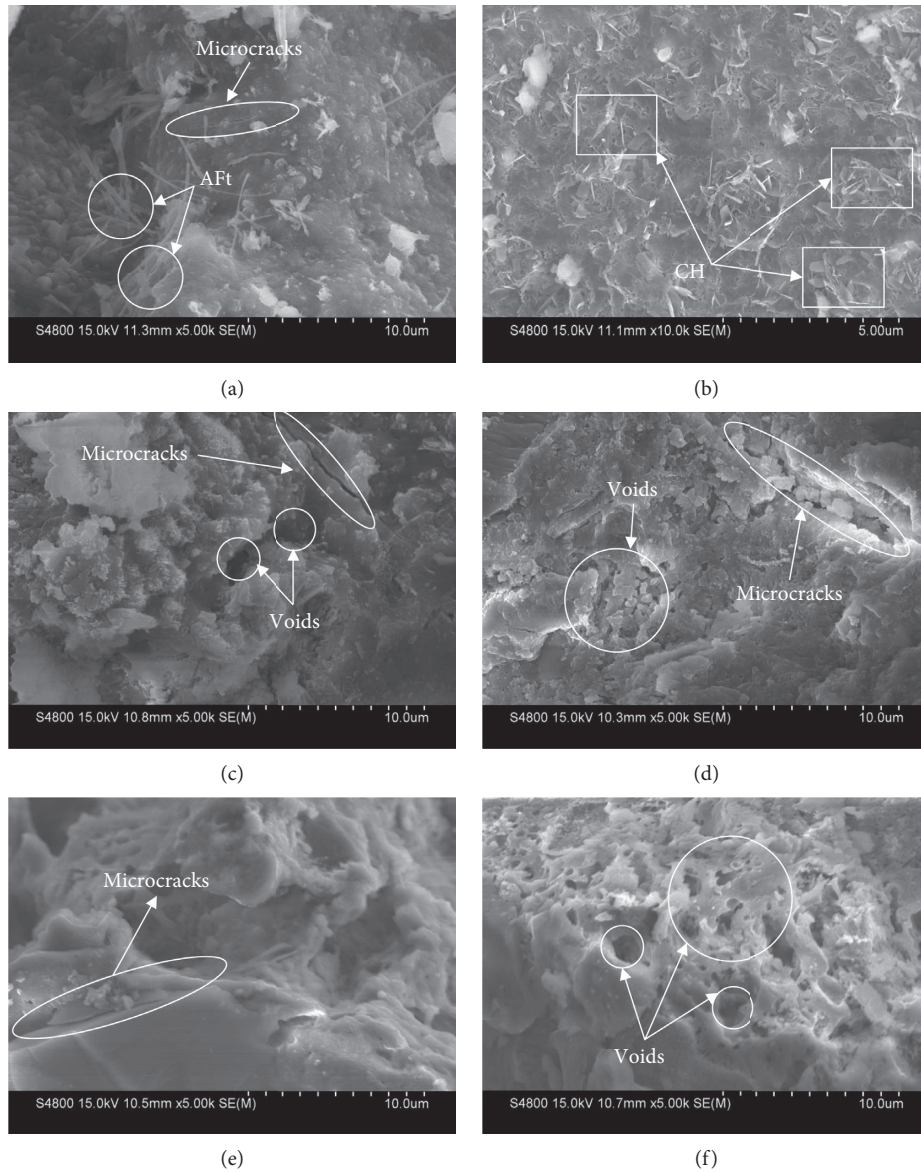 Microcracks
AFt
S4800 15.0kV 11.3mm x5.00k SE(M)
10.0um
(a)
CH
S4800 15.0kV 11.1mm x10.0k SE(M)
5.00um
(b)
Microcracks
Voids
S4800 15.0kV 10.8mm x5.00k SE(M)
10.0um
(c)
Voids
Microcracks
S4800 15.0kV 10.3mm x5.00k SE(M)
10.0um
(d)
Microcracks
S4800 15.0kV 10.5mm x5.00k SE(M)
10.0um
(e)
Voids
S4800 15.0kV 10.7mm x5.00k SE(M)
10.0um
(f)